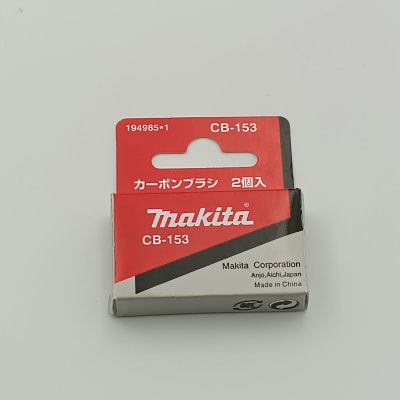 194985*1 CB-153
カーボンブラシ 2個入
makita®
CB-153
Makita Corporation
Anjo,Aichi,Japan
Made in China